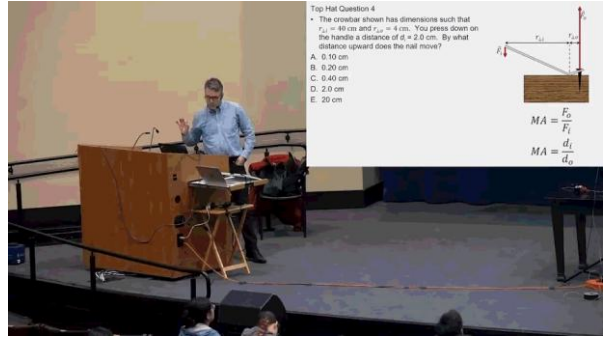 Top Hat Question 4
• The crowbar shown has dimensions such that
r⊥i = 40 cm and r⊥o = 4 cm. You press down on
the handle a distance of dᵢ = 2.0 cm. By what
distance upward does the nail move?
A. 0.10 cm
B. 0.20 cm
C. 0.40 cm
D. 2.0 cm
E. 20 cm
r⊥i r⊥o
Fᵢ
Fₒ
MA = Fₒ/Fᵢ
MA = dᵢ/dₒ